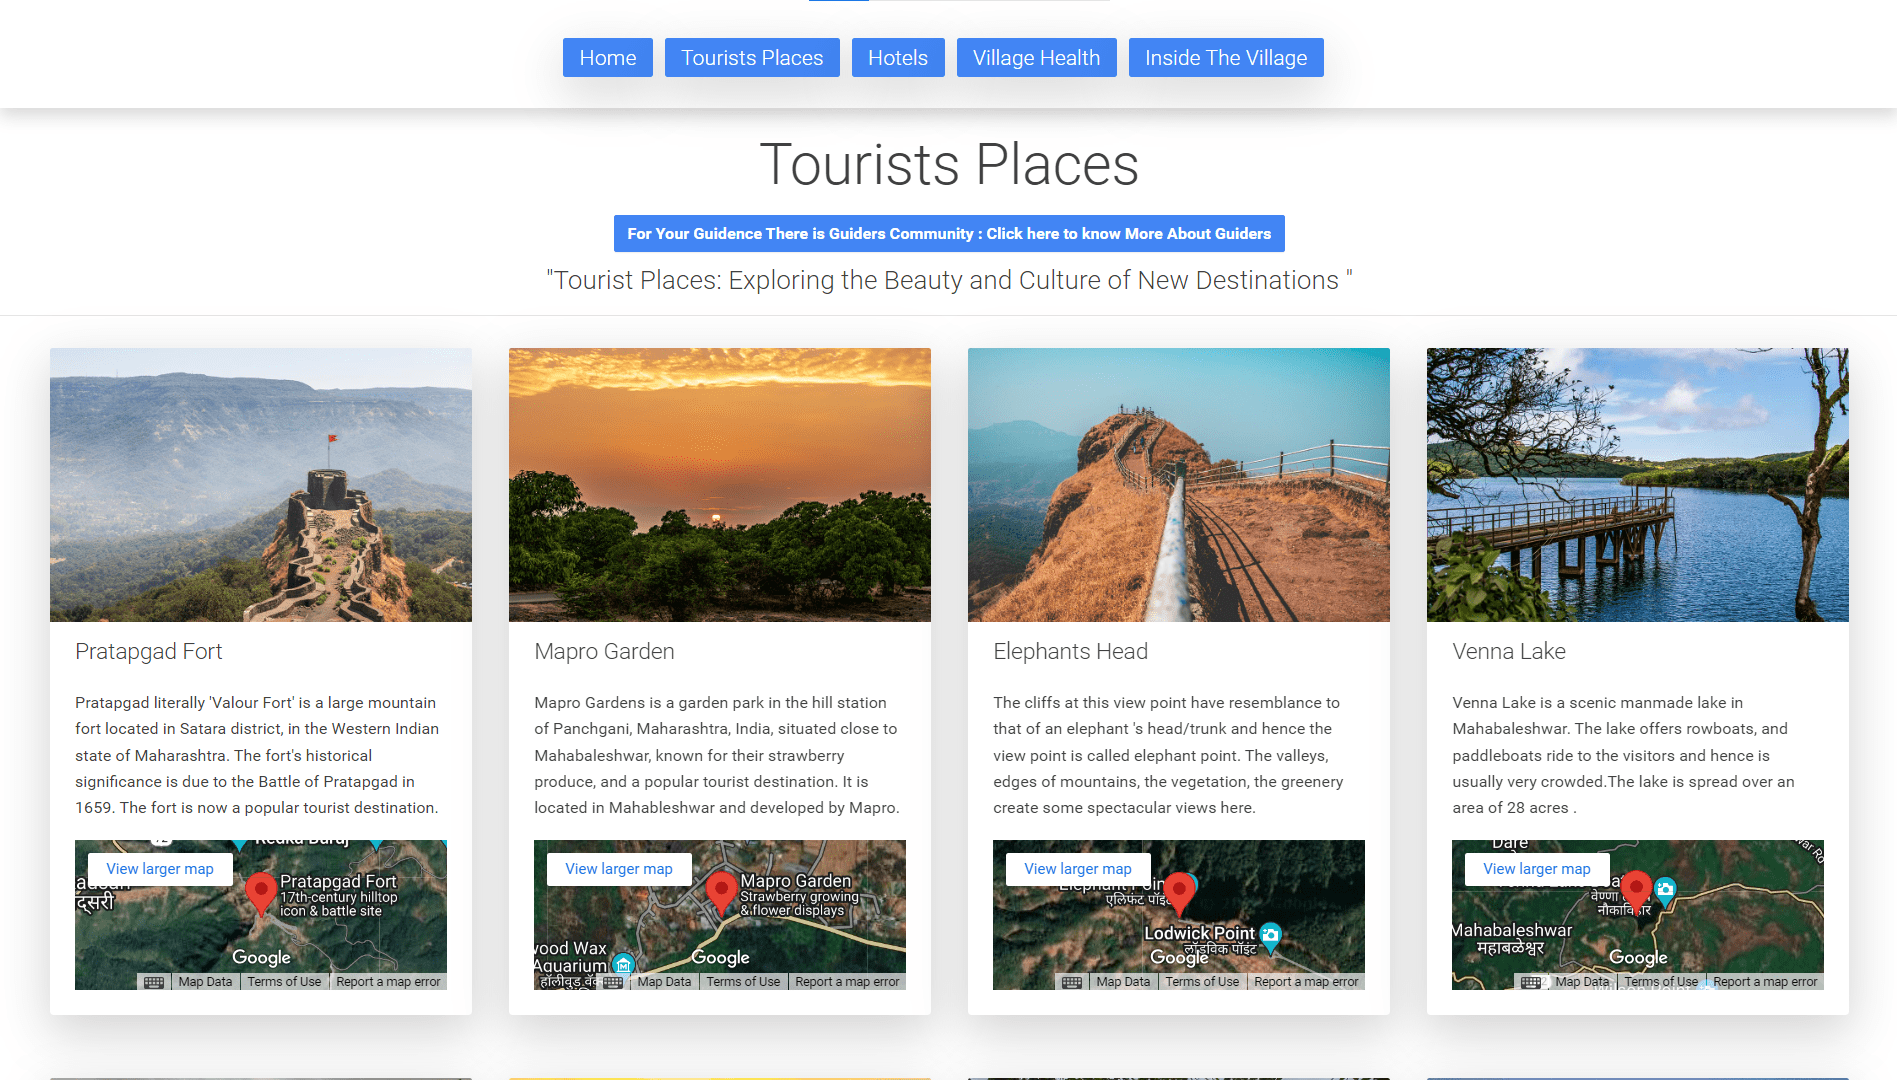 Home
Tourists Places
Hotels
Village Health
Inside The Village
Tourists Places
For Your Guidence There is Guiders Community : Click here to know More About Guiders
"Tourist Places: Exploring the Beauty and Culture of New Destinations "
Pratapgad Fort
Pratapgad literally 'Valour Fort' is a large mountain
fort located in Satara district, in the Western Indian
state of Maharashtra. The fort's historical
significance is due to the Battle of Pratapgad in
1659. The fort is now a popular tourist destination.
View larger map
Pratapgad Fort
17th-century hilltop
icon & battle site
Google
Map Data
Terms of Use
Report a map error
Mapro Garden
Mapro Gardens is a garden park in the hill station
of Panchgani, Maharashtra, India, situated close to
Mahabaleshwar, known for their strawberry
produce, and a popular tourist destination. It is
located in Mahableshwar and developed by Mapro.
View larger map
Mapro Garden
Strawberry growing
& flower displays
Wax
Aquarium
Google
Map Data
Terms of Use
Report a map error
Elephants Head
The cliffs at this view point have resemblance to
that of an elephant 's head/trunk and hence the
view point is called elephant point. The valleys,
edges of mountains, the vegetation, the greenery
create some spectacular views here.
View larger map
Lodwick Point
लॉडविक पॉइंट
Google
Map Data
Terms of Use
Report a map error
Venna Lake
Venna Lake is a scenic manmade lake in
Mahabaleshwar. The lake offers rowboats, and
paddleboats ride to the visitors and hence is
usually very crowded.The lake is spread over an
area of 28 acres .
Dare
View larger map
वेण्णा
Mahabaleshwar
महाबळेश्वर
Google
Map Data
Terms of Use
Report a map error